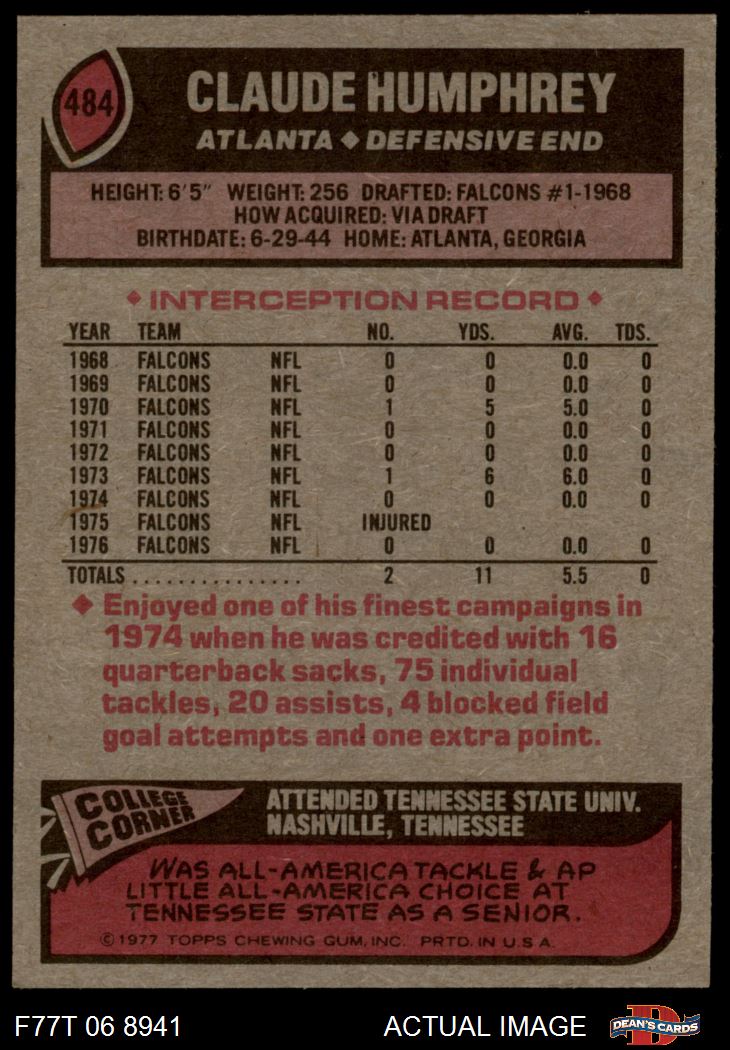 484
CLAUDE HUMPHREY
ATLANTA ◆ DEFENSIVE END
HEIGHT: 6'5" WEIGHT: 256 DRAFTED: FALCONS #1-1968
HOW ACQUIRED: VIA DRAFT
BIRTHDATE: 6-29-44 HOME: ATLANTA, GEORGIA
◆ INTERCEPTION RECORD ◆
YEAR TEAM NO. YDS. AVG. TDS.
1968 FALCONS NFL 0 0 0.0 0
1969 FALCONS NFL 0 0 0.0 0
1970 FALCONS NFL 1 5 5.0 0
1971 FALCONS NFL 0 0 0.0 0
1972 FALCONS NFL 0 0 0.0 0
1973 FALCONS NFL 1 6 6.0 0
1974 FALCONS NFL 0 0 0.0 0
1975 FALCONS NFL INJURED
1976 FALCONS NFL 0 0 0.0 0
TOTALS ............... 2 11 5.5 0
◆ Enjoyed one of his finest campaigns in
1974 when he was credited with 16
quarterback sacks, 75 individual
tackles, 20 assists, 4 blocked field
goal attempts and one extra point.
COLLEGE
CORNER
ATTENDED TENNESSEE STATE UNIV.
NASHVILLE, TENNESSEE
WAS ALL-AMERICA TACKLE & AP
LITTLE ALL-AMERICA CHOICE AT
TENNESSEE STATE AS A SENIOR.
© 1977 TOPPS CHEWING GUM, INC. PRTD. IN U.S.A.
F77T 06 8941 ACTUAL IMAGE
D
DEAN'S CARDS